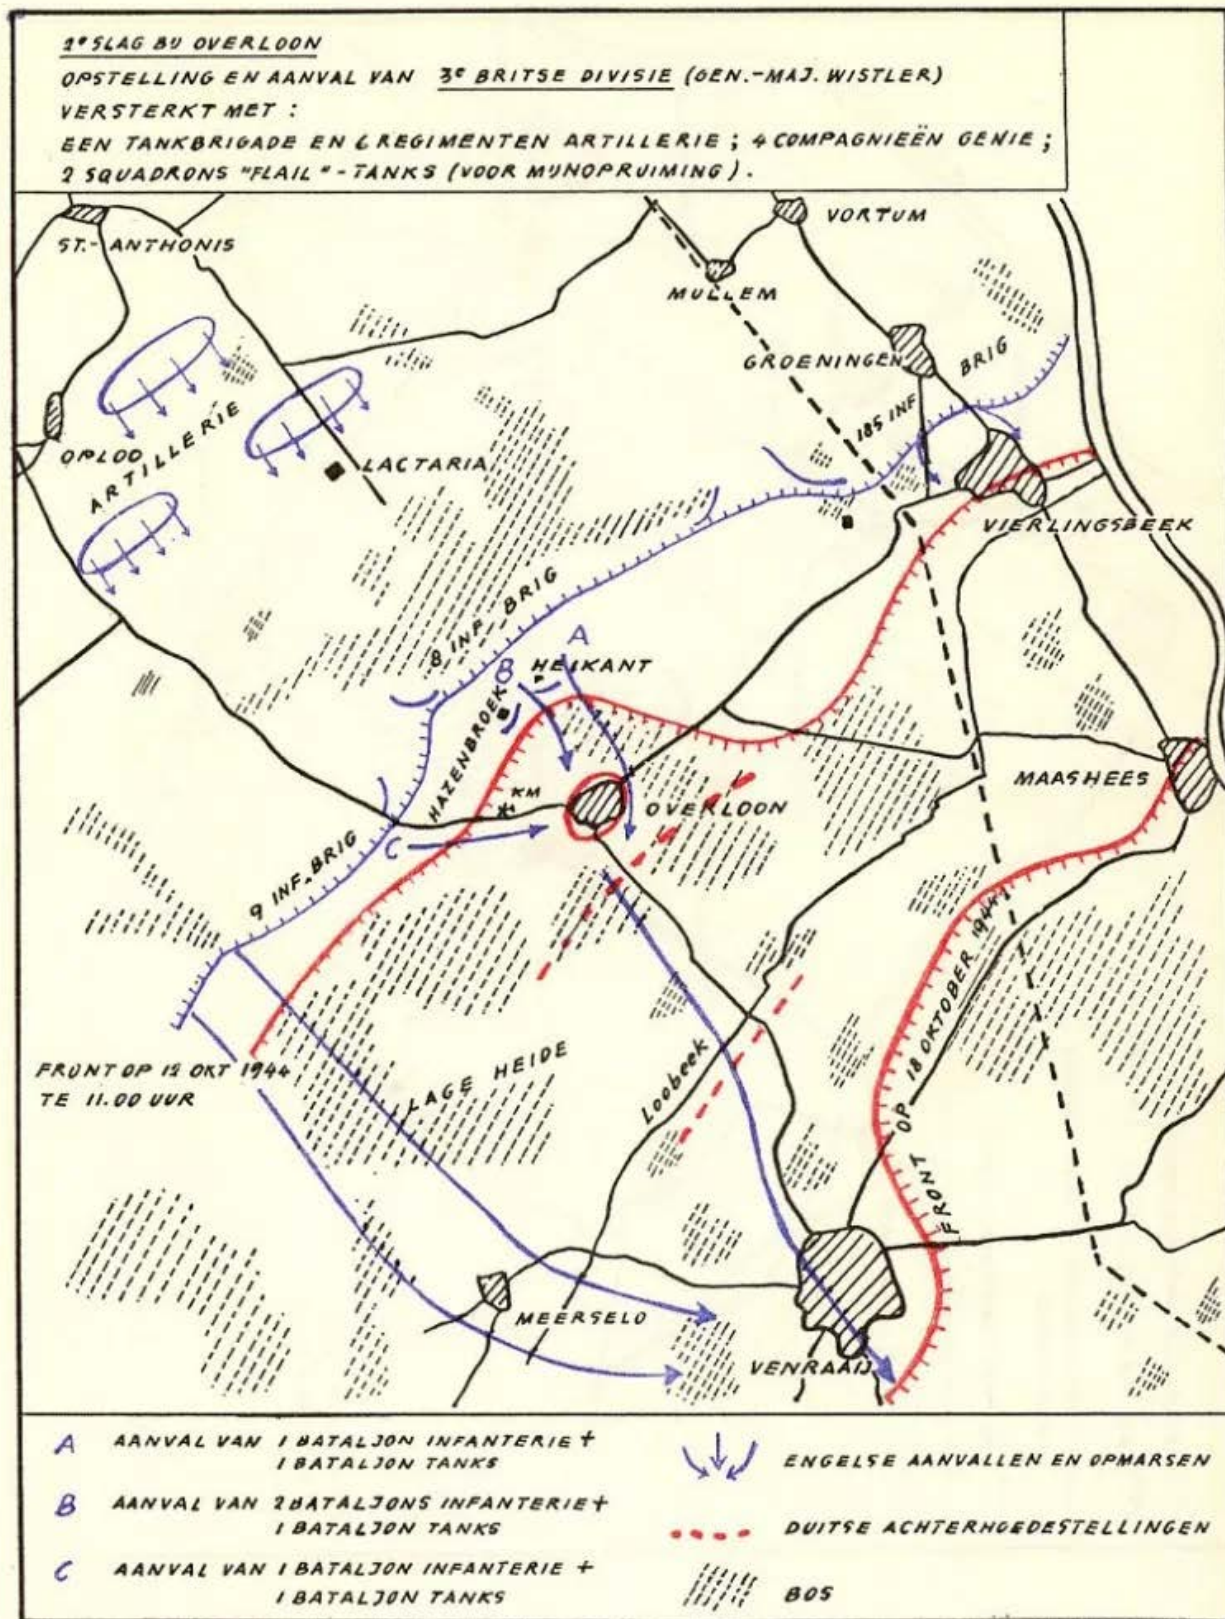 2e SLAG BIJ OVERLOON
OPSTELLING EN AANVAL VAN 3e BRITSE DIVISIE (GEN.-MAJ. WISTLER)
VERSTERKT MET :
EEN TANKBRIGADE EN 6 REGIMENTEN ARTILLERIE ; 4 COMPAGNIEËN GENIE ;
2 SQUADRONS "FLAIL" - TANKS (VOOR MIJNOPRUIMING).
ST.- ANTHONIS
VORTUM
MULLEM
GROENINGEN
185 INF BRIG
OPLOO
ARTILLERIE
LACTARIA
VIERLINGSBEEK
8 INF BRIG
A
B
HEIKANT
HAZENBROEK
KM
OVERLOON
MAASHEES
C
9 INF. BRIG
FRONT OP 12 OKT 1944
TE 11.00 UUR
LAGE HEIDE
Loobeek
FRONT OP 18 OKTOBER 1944
MEERSELO
VENRAAIJ
A AANVAL VAN 1 BATALJON INFANTERIE +
1 BATALJON TANKS
B AANVAL VAN 2 BATALJONS INFANTERIE +
1 BATALJON TANKS
C AANVAL VAN 1 BATALJON INFANTERIE +
1 BATALJON TANKS
ENGELSE AANVALLEN EN OPMARSEN
DUITSE ACHTERHOEDESTELLINGEN
BOS